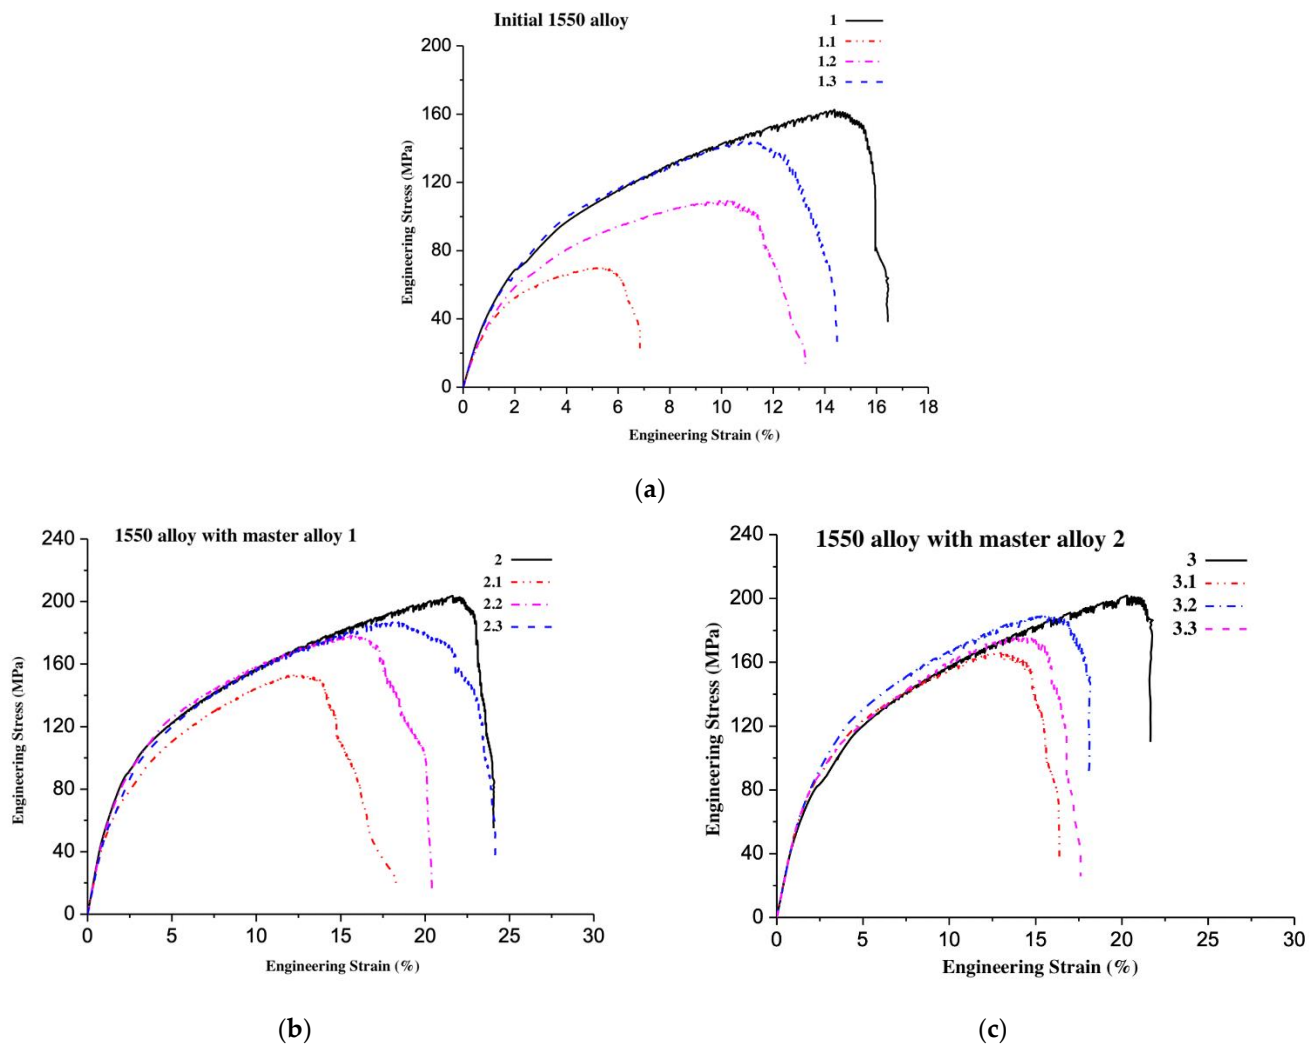 Initial 1550 alloy
1
1.1
1.2
1.3
200
160
120
80
40
0
Engineering Stress (MPa)
0 2 4 6 8 10 12 14 16 18
Engineering Strain (%)
(a)
1550 alloy with master alloy 1
2
2.1
2.2
2.3
240
200
160
120
80
40
0
Engineering Stress (MPa)
0 5 10 15 20 25 30
Engineering Strain (%)
(b)
1550 alloy with master alloy 2
3
3.1
3.2
3.3
240
200
160
120
80
40
0
Engineering Stress (MPa)
0 5 10 15 20 25 30
Engineering Strain (%)
(c)